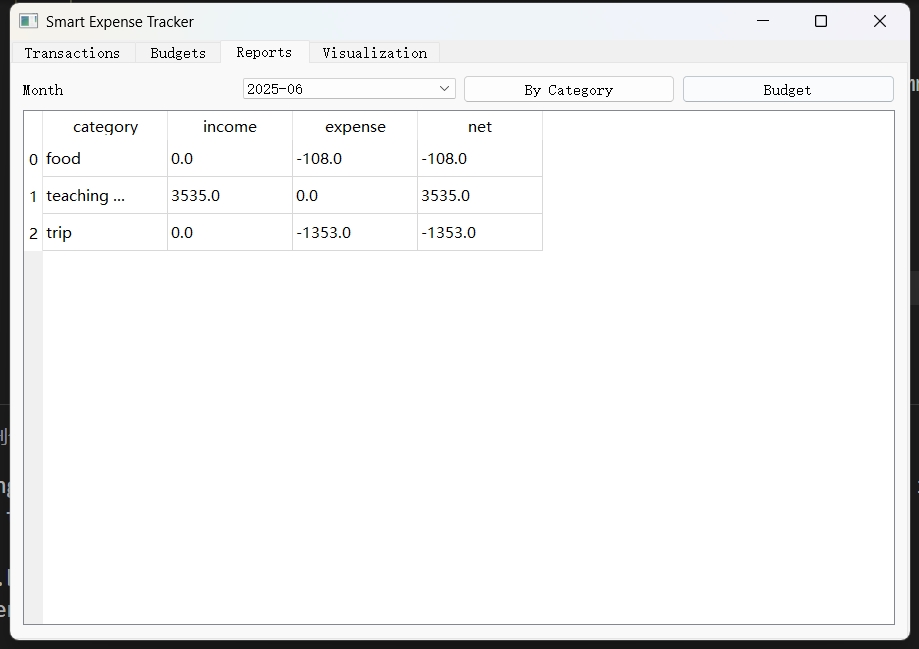 Smart Expense Tracker
Transactions Budgets Reports Visualization
Month 2025-06 By Category Budget
category income expense net
0 food 0.0 -108.0 -108.0
1 teaching ... 3535.0 0.0 3535.0
2 trip 0.0 -1353.0 -1353.0